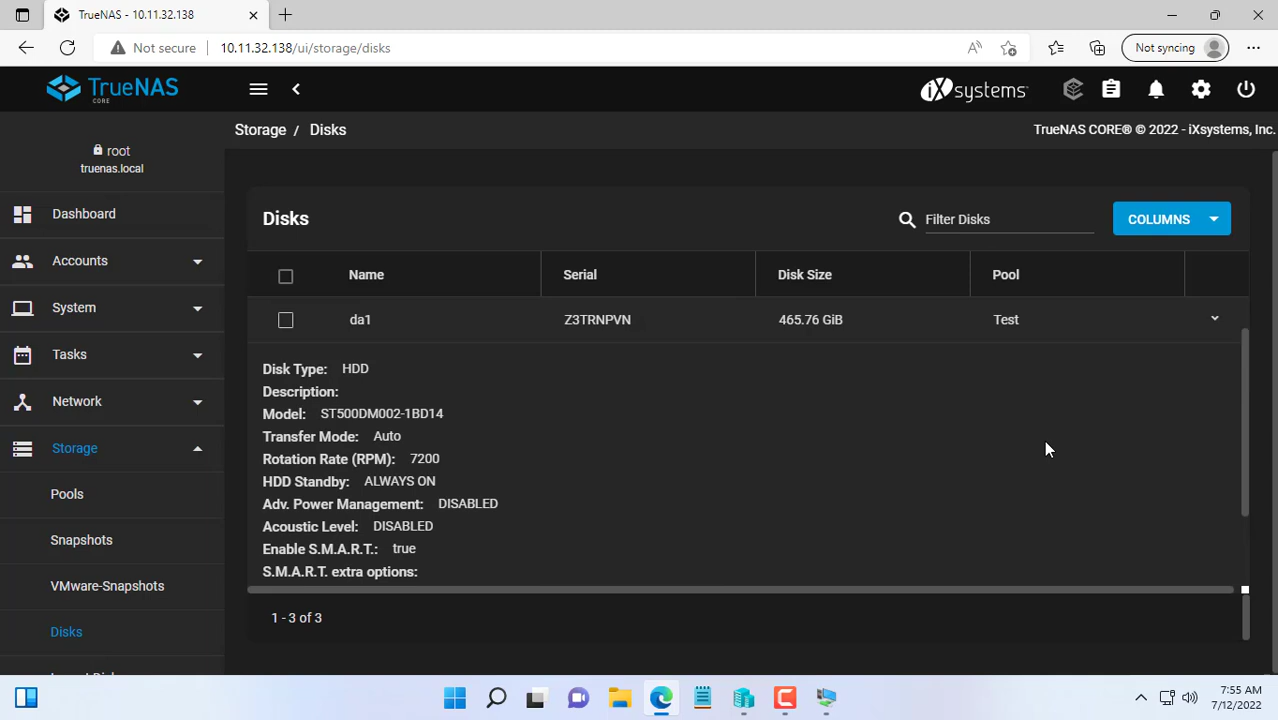 TrueNAS - 10.11.32.138
Not secure
10.11.32.138/ui/storage/disks
Not syncing
TrueNAS
CORE
iXsystems
Storage / Disks
TrueNAS CORE® © 2022 - iXsystems, Inc.
root
truenas.local
Dashboard
Accounts
System
Tasks
Network
Storage
Pools
Snapshots
VMware-Snapshots
Disks
Disks
Filter Disks
COLUMNS
Name Serial Disk Size Pool
da1 Z3TRNPVN 465.76 GiB Test
Disk Type: HDD
Description:
Model: ST500DM002-1BD14
Transfer Mode: Auto
Rotation Rate (RPM): 7200
HDD Standby: ALWAYS ON
Adv. Power Management: DISABLED
Acoustic Level: DISABLED
Enable S.M.A.R.T.: true
S.M.A.R.T. extra options:
1 - 3 of 3
7:55 AM
7/12/2022